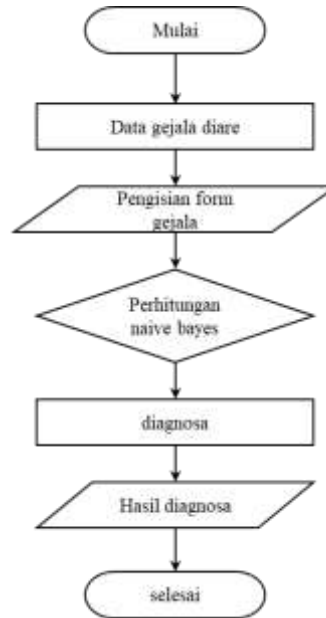 Mulai
Data gejala diare
Pengisian form
gejala
Perhitungan
naive bayes
diagnosa
Hasil diagnosa
selesai